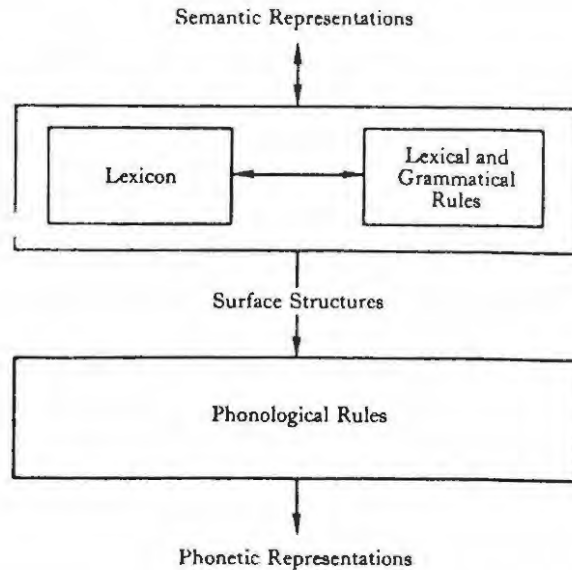 Semantic Representations
Lexicon
Lexical and
Grammatical
Rules
Surface Structures
Phonological Rules
Phonetic Representations